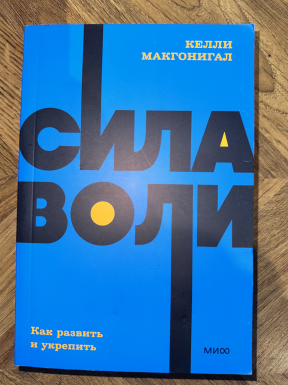 КЕЛЛИ
МАКГОНИГАЛ
СИЛА
ВОЛИ
Как развить
и укрепить
МИФ